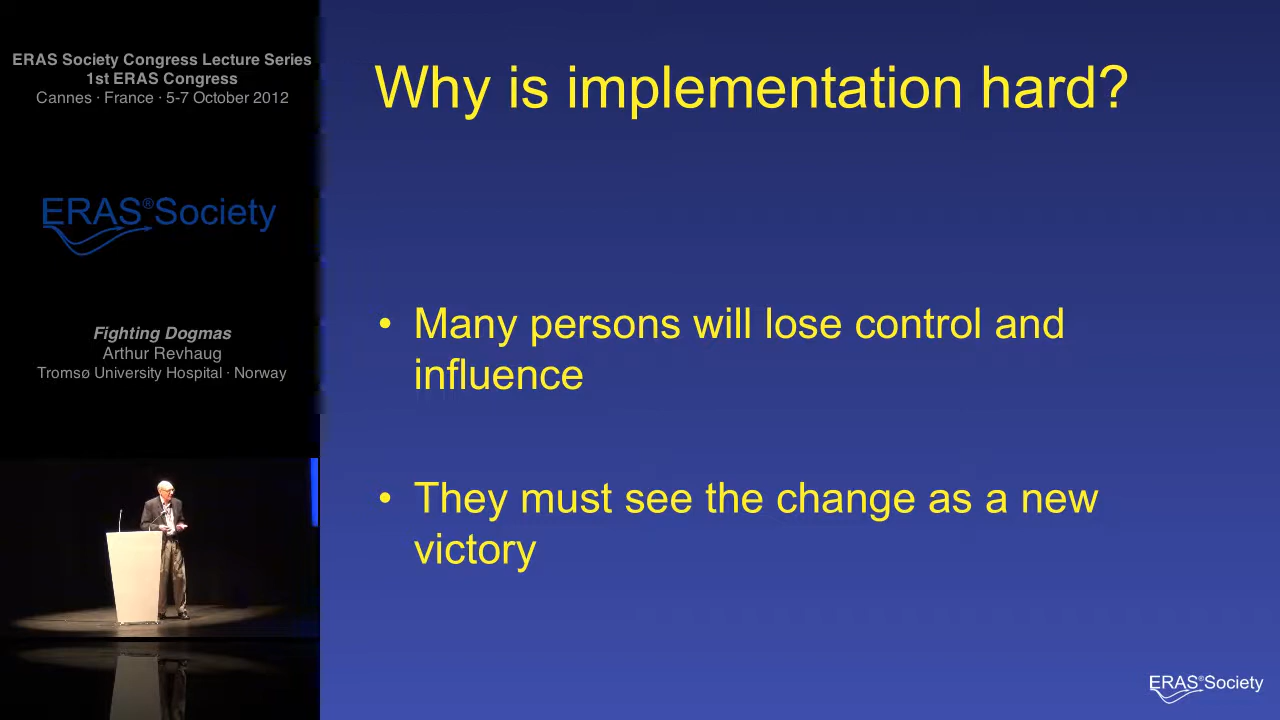 ERAS Society Congress Lecture Series
1st ERAS Congress
Cannes · France · 5-7 October 2012
ERAS®Society
Fighting Dogmas
Arthur Revhaug
Tromsø University Hospital · Norway
Why is implementation hard?
• Many persons will lose control and
influence
• They must see the change as a new
victory
ERAS®Society